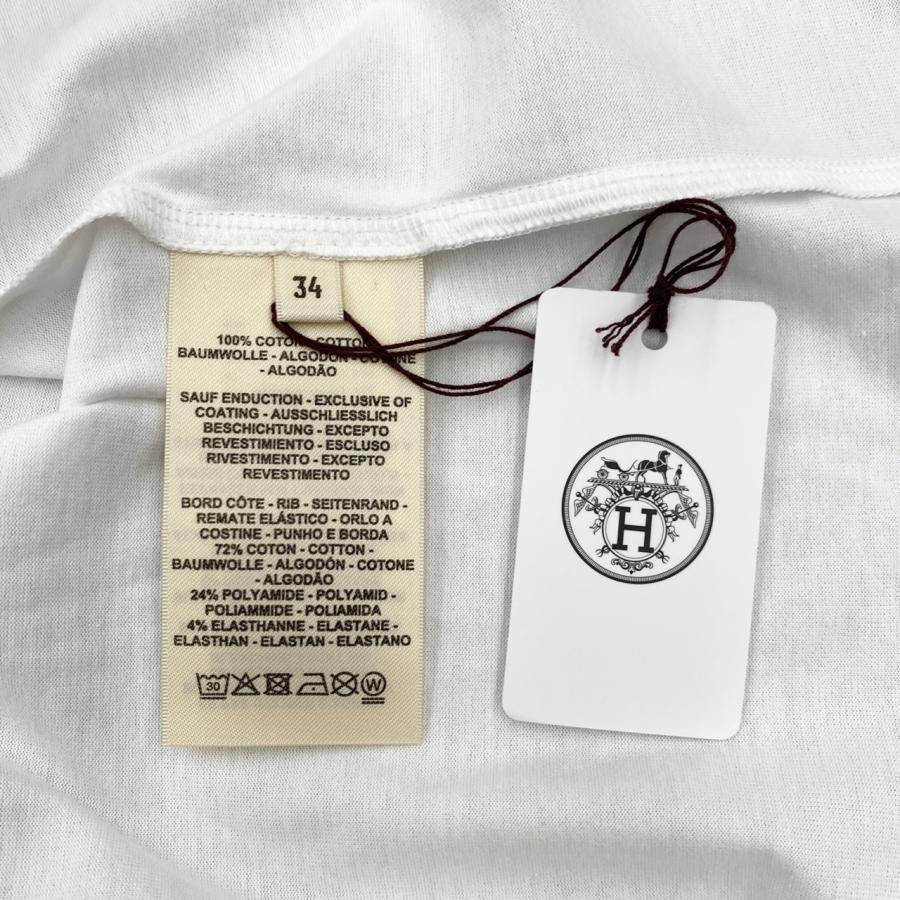 34
100% COTON - COTTON
BAUMWOLLE - ALGODÓN - COTONE
- ALGODÃO
SAUF ENDUCTION - EXCLUSIVE OF
COATING - AUSSCHLIESSLICH
BESCHICHTUNG - EXCEPTO
REVESTIMIENTO - ESCLUSO
RIVESTIMENTO - EXCEPTO
REVESTIMENTO
BORD CÔTE - RIB - SEITENRAND -
REMATE ELÁSTICO - ORLO A
COSTINE - PUNHO E BORDA
72% COTON - COTTON -
BAUMWOLLE - ALGODÓN - COTONE
- ALGODÃO
24% POLYAMIDE - POLYAMID -
POLIAMMIDE - POLIAMIDA
4% ELASTHANNE - ELASTANE -
ELASTHAN - ELASTAN - ELASTANO
30 W
H